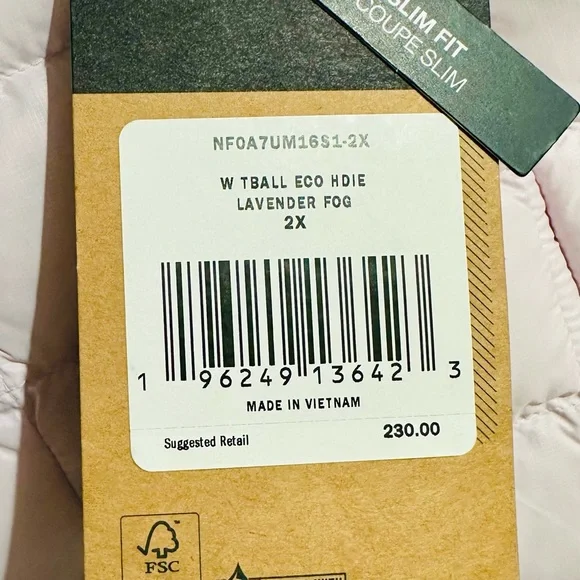 SLIM FIT
COUPE SLIM
NF0A7UM16S1-2X
W TBALL ECO HDIE
LAVENDER FOG
2X
1 96249 13642 3
MADE IN VIETNAM
Suggested Retail 230.00
FSC